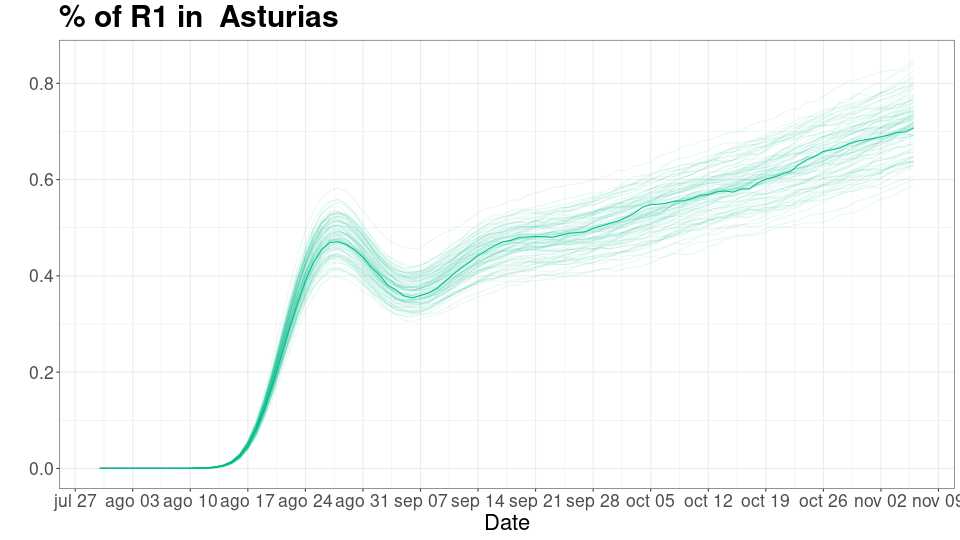 % of R1 in  Asturias
0.8
0.6
0.4
0.2
0.0
jul 27 ago 03 ago 10 ago 17 ago 24 ago 31 sep 07 sep 14 sep 21 sep 28 oct 05 oct 12 oct 19 oct 26 nov 02 nov 09
Date